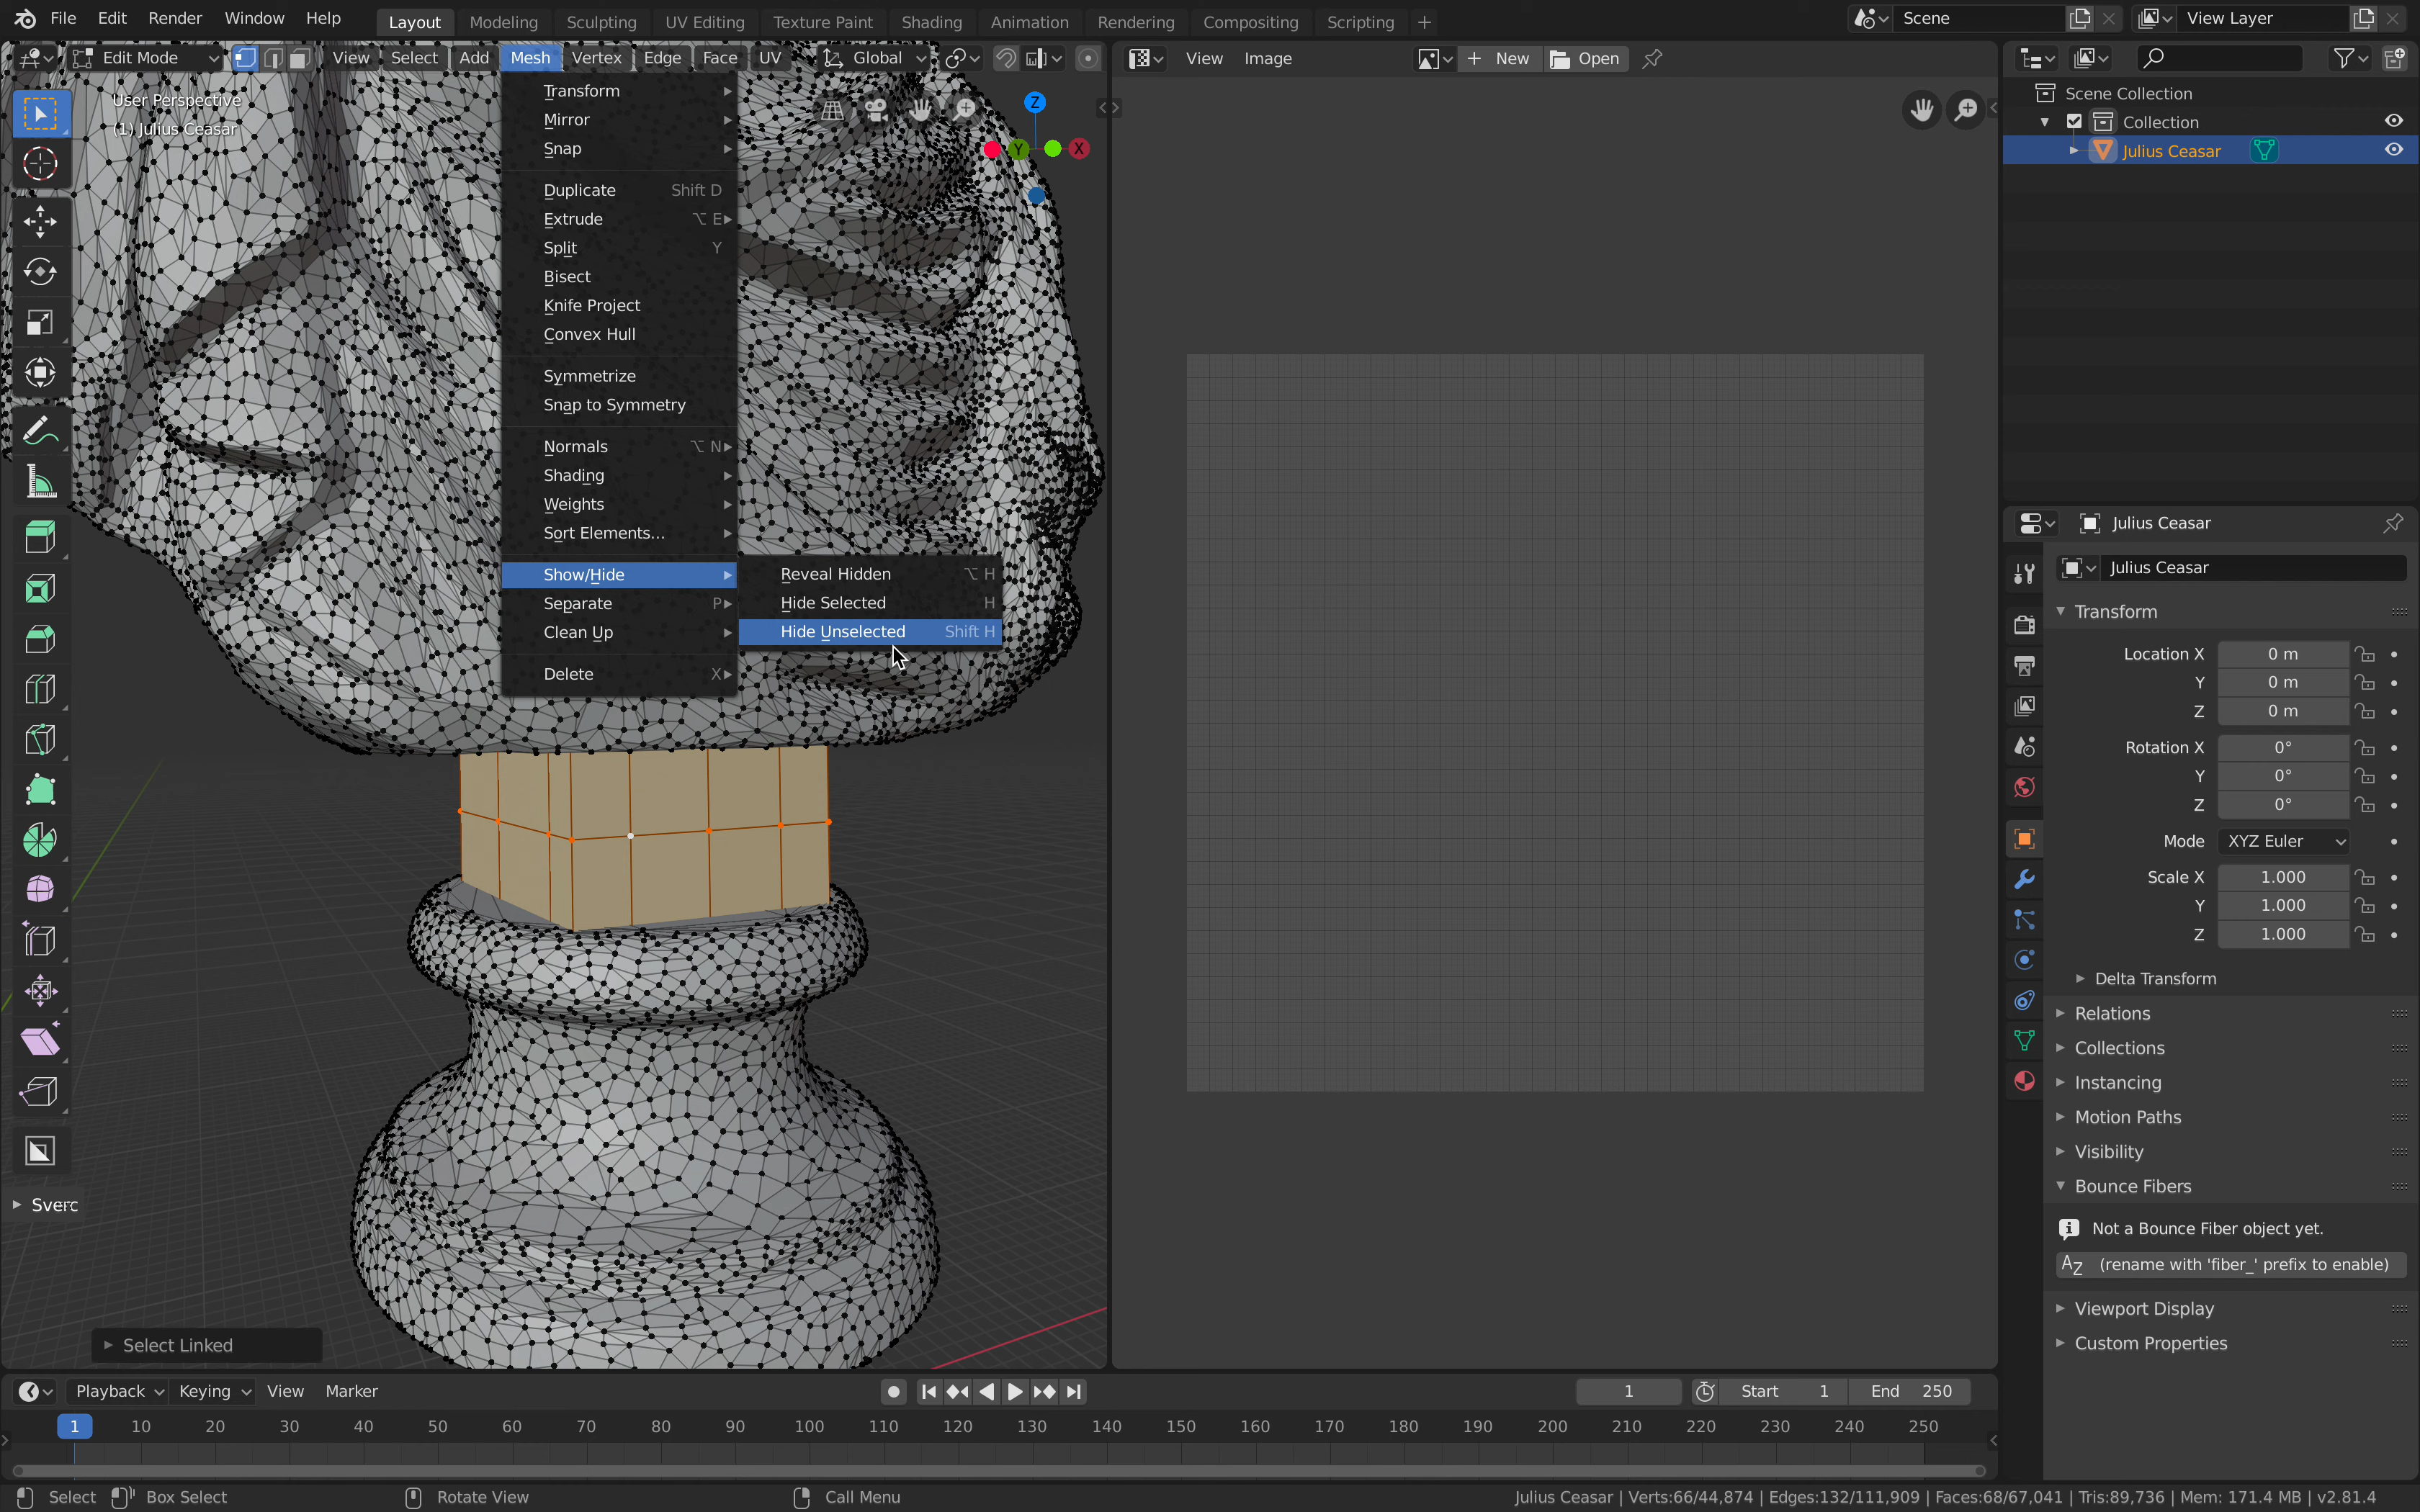 File Edit Render Window Help
Layout Modeling Sculpting UV Editing Texture Paint Shading Animation Rendering Compositing Scripting +
Scene
View Layer
Edit Mode View Select Add Mesh Vertex Edge Face UV Global
View Image + New Open
User Perspective
(1) Julius Ceasar
Z
Y
X
Transform
Mirror
Snap
Duplicate Shift D
Extrude ⌥ E
Split Y
Bisect
Knife Project
Convex Hull
Symmetrize
Snap to Symmetry
Normals ⌥ N
Shading
Weights
Sort Elements...
Show/Hide
Separate P
Clean Up
Delete X
Reveal Hidden ⌥ H
Hide Selected H
Hide Unselected Shift H
Sverc
Select Linked
Scene Collection
Collection
Julius Ceasar
Julius Ceasar
Julius Ceasar
Transform
Location X 0 m
Y 0 m
Z 0 m
Rotation X 0°
Y 0°
Z 0°
Mode XYZ Euler
Scale X 1.000
Y 1.000
Z 1.000
Delta Transform
Relations
Collections
Instancing
Motion Paths
Visibility
Bounce Fibers
Not a Bounce Fiber object yet.
(rename with 'fiber_' prefix to enable)
Viewport Display
Custom Properties
Playback Keying View Marker
1 Start 1 End 250
1 10 20 30 40 50 60 70 80 90 100 110 120 130 140 150 160 170 180 190 200 210 220 230 240 250
Select Box Select Rotate View Call Menu
Julius Ceasar | Verts:66/44,874 | Edges:132/111,909 | Faces:68/67,041 | Tris:89,736 | Mem: 171.4 MB | v2.81.4